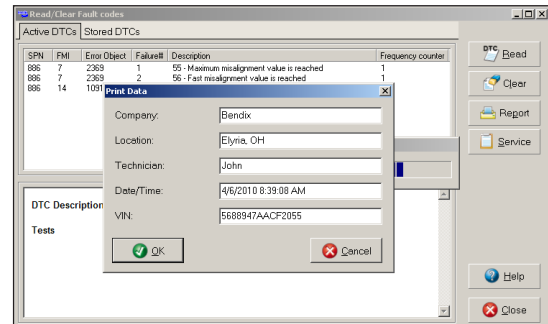 Read/Clear Fault codes
Active DTCs Stored DTCs
SPN FMI Error Object Failure# Description Frequency counter
886 7 2369 1 55 - Maximum misalignment value is reached 1
886 7 2369 2 56 - Fast misalignment value is reached 1
886 14 1091
Print Data
Company: Bendix
Location: Elyria, OH
Technician: John
Date/Time: 4/6/2010 8:39:08 AM
VIN: 5688947AACF2055
OK Cancel
DTC Description
Tests
DTC Read
Clear
Report
Service
Help
Close